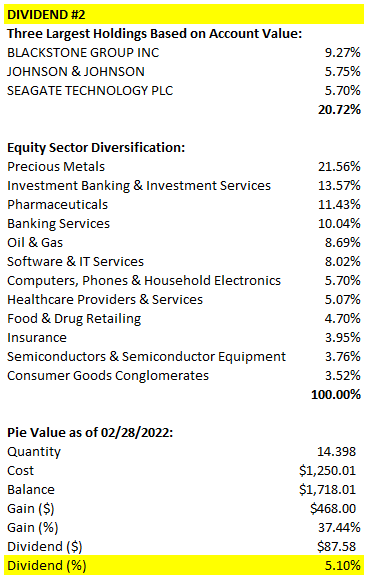 DIVIDEND #2
Three Largest Holdings Based on Account Value:
BLACKSTONE GROUP INC 9.27%
JOHNSON & JOHNSON 5.75%
SEAGATE TECHNOLOGY PLC 5.70%
20.72%
Equity Sector Diversification:
Precious Metals 21.56%
Investment Banking & Investment Services 13.57%
Pharmaceuticals 11.43%
Banking Services 10.04%
Oil & Gas 8.69%
Software & IT Services 8.02%
Computers, Phones & Household Electronics 5.70%
Healthcare Providers & Services 5.07%
Food & Drug Retailing 4.70%
Insurance 3.95%
Semiconductors & Semiconductor Equipment 3.76%
Consumer Goods Conglomerates 3.52%
100.00%
Pie Value as of 02/28/2022:
Quantity 14.398
Cost $1,250.01
Balance $1,718.01
Gain ($) $468.00
Gain (%) 37.44%
Dividend ($) $87.58
Dividend (%) 5.10%